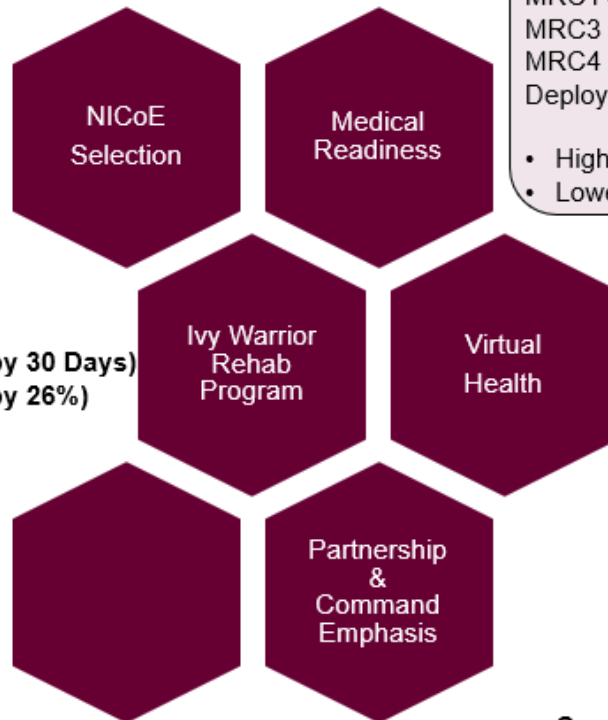 MRC3
MRC4
Deploy
• High
• Lowe
NICoE
Selection
Medical
Readiness
by 30 Days)
by 26%)
Ivy Warrior
Rehab
Program
Virtual
Health
Partnership
&
Command
Emphasis